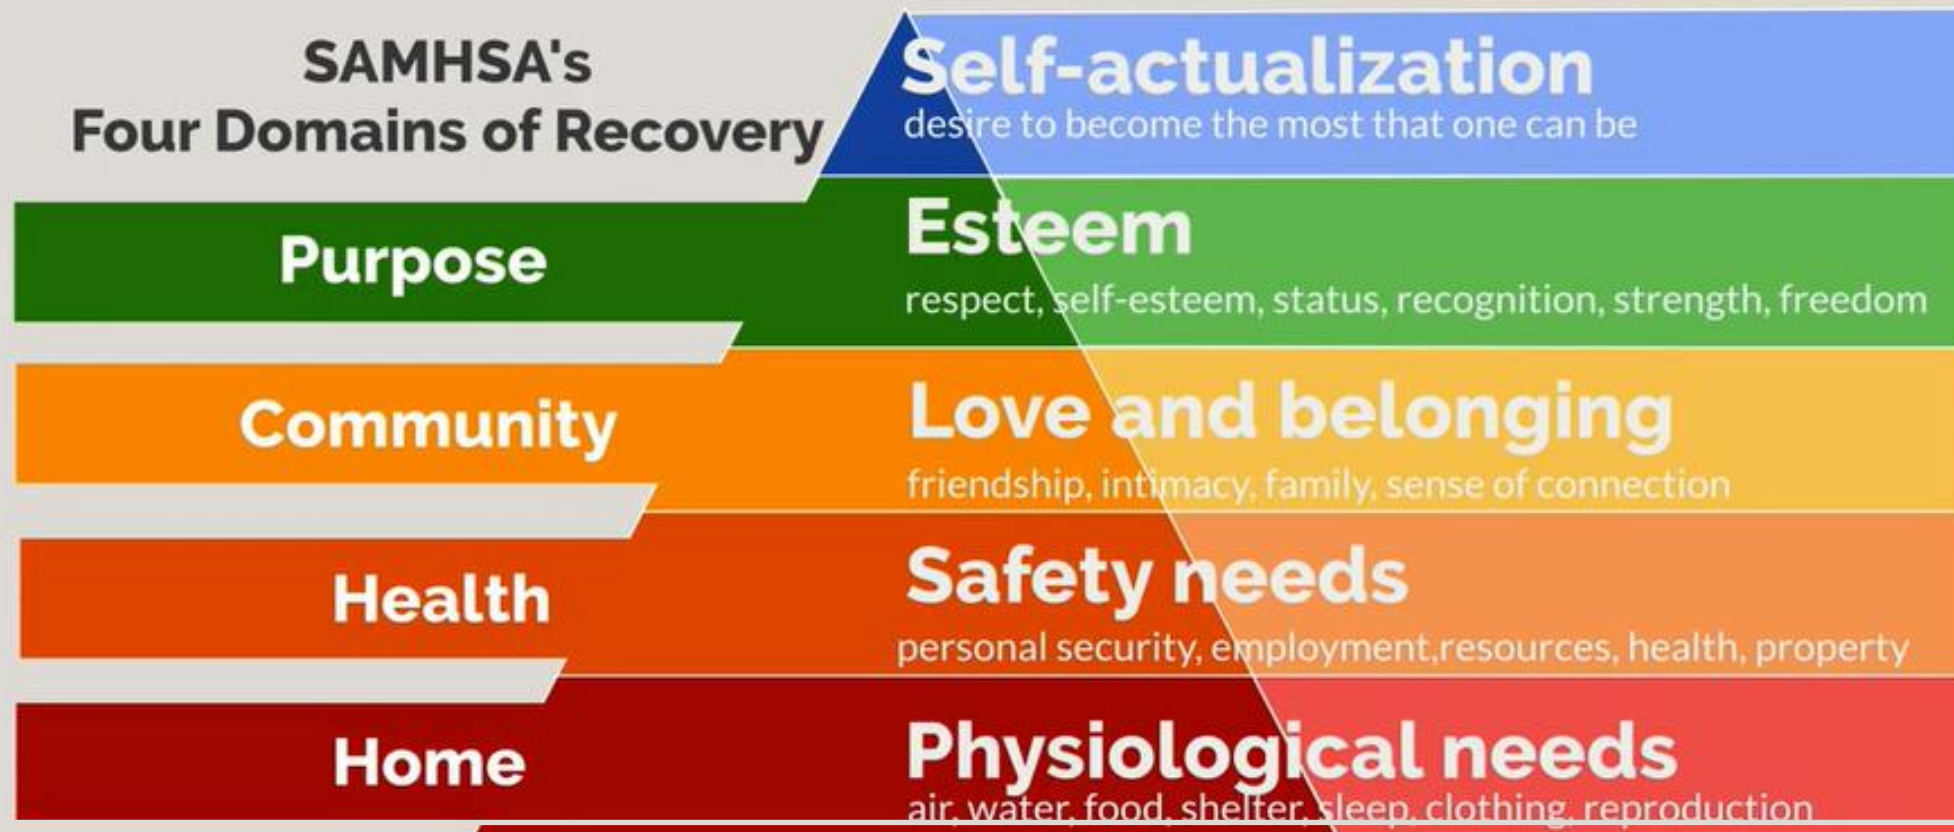 SAMHSA's
Four Domains of Recovery
Self-actualization
desire to become the most that one can be
Purpose
Esteem
respect, self-esteem, status, recognition, strength, freedom
Community
Love and belonging
friendship, intimacy, family, sense of connection
Health
Safety needs
personal security, employment,resources, health, property
Home
Physiological needs
air, water, food, shelter, sleep, clothing, reproduction